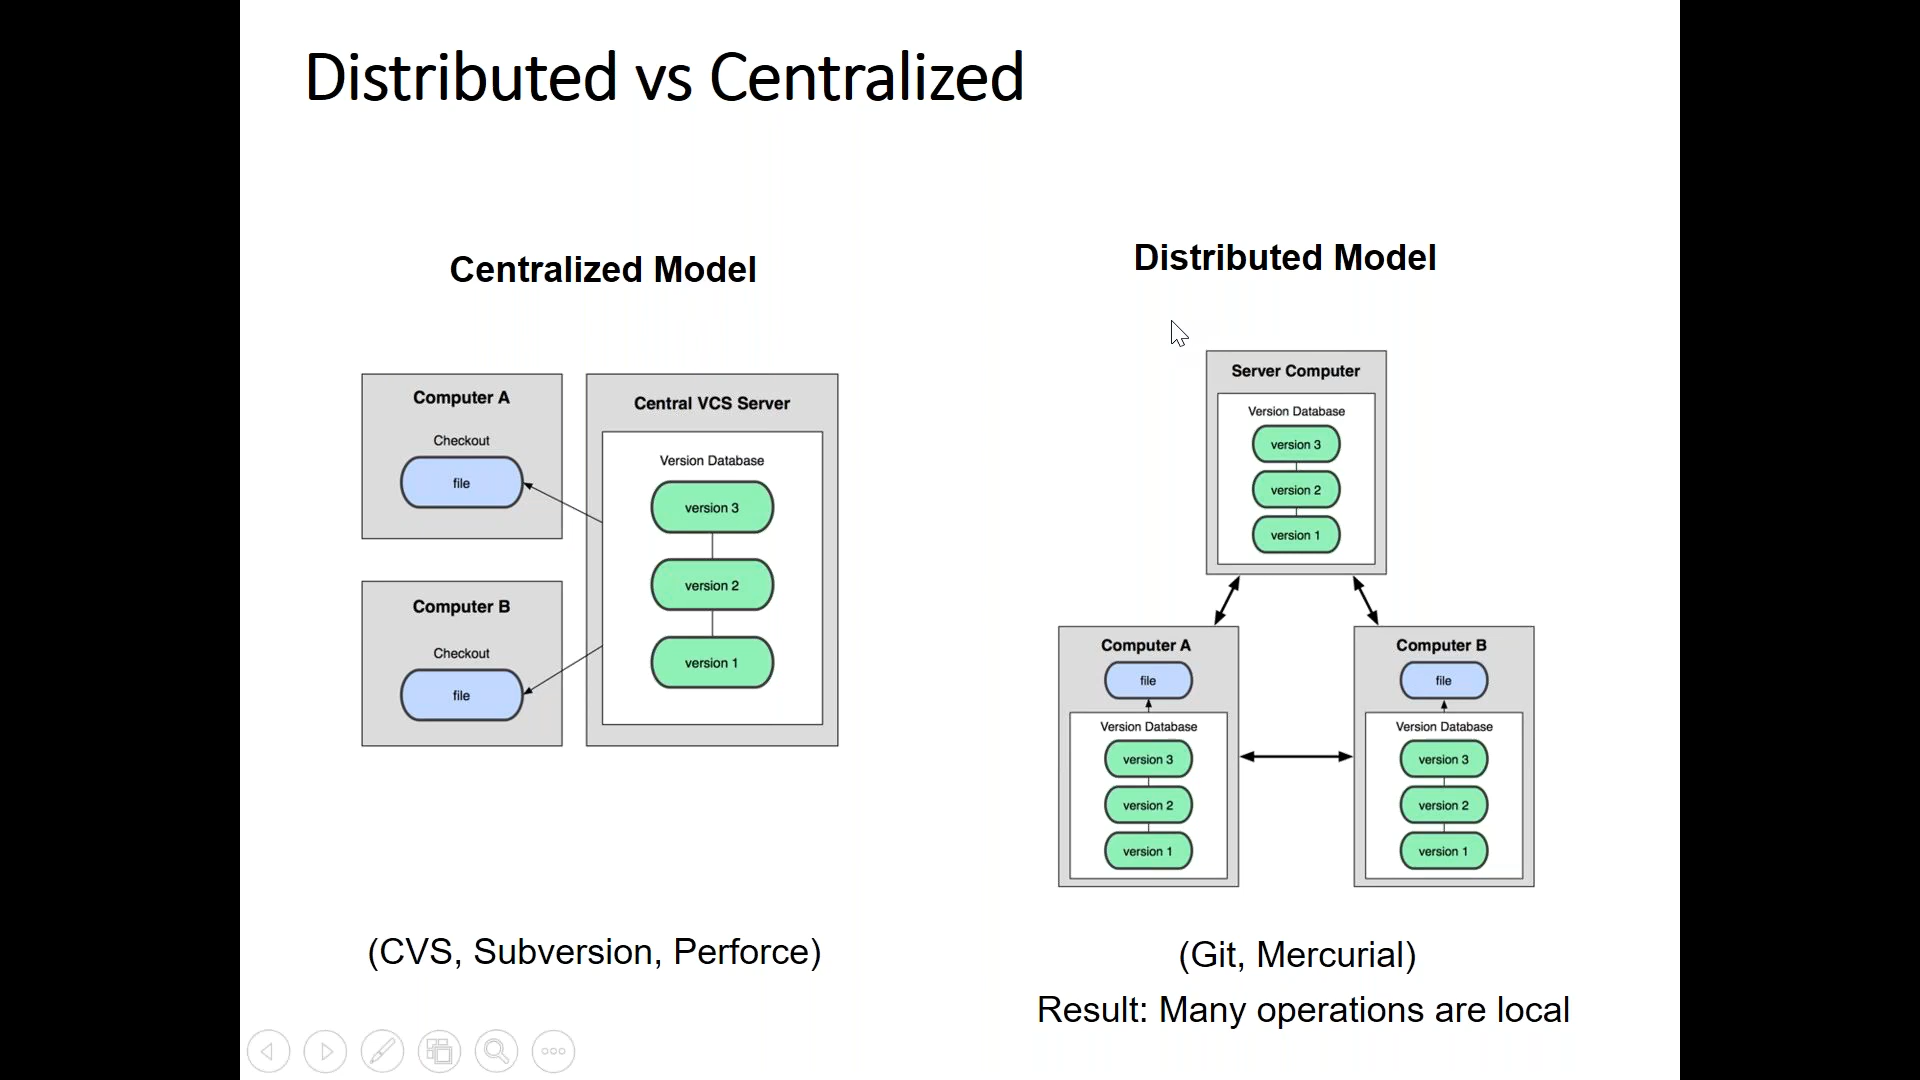 Distributed vs Centralized
Centralized Model
Computer A
Checkout
file
Computer B
Checkout
file
Central VCS Server
Version Database
version 3
version 2
version 1
(CVS, Subversion, Perforce)
Distributed Model
Server Computer
Version Database
version 3
version 2
version 1
Computer A
file
Version Database
version 3
version 2
version 1
Computer B
file
Version Database
version 3
version 2
version 1
(Git, Mercurial)
Result: Many operations are local